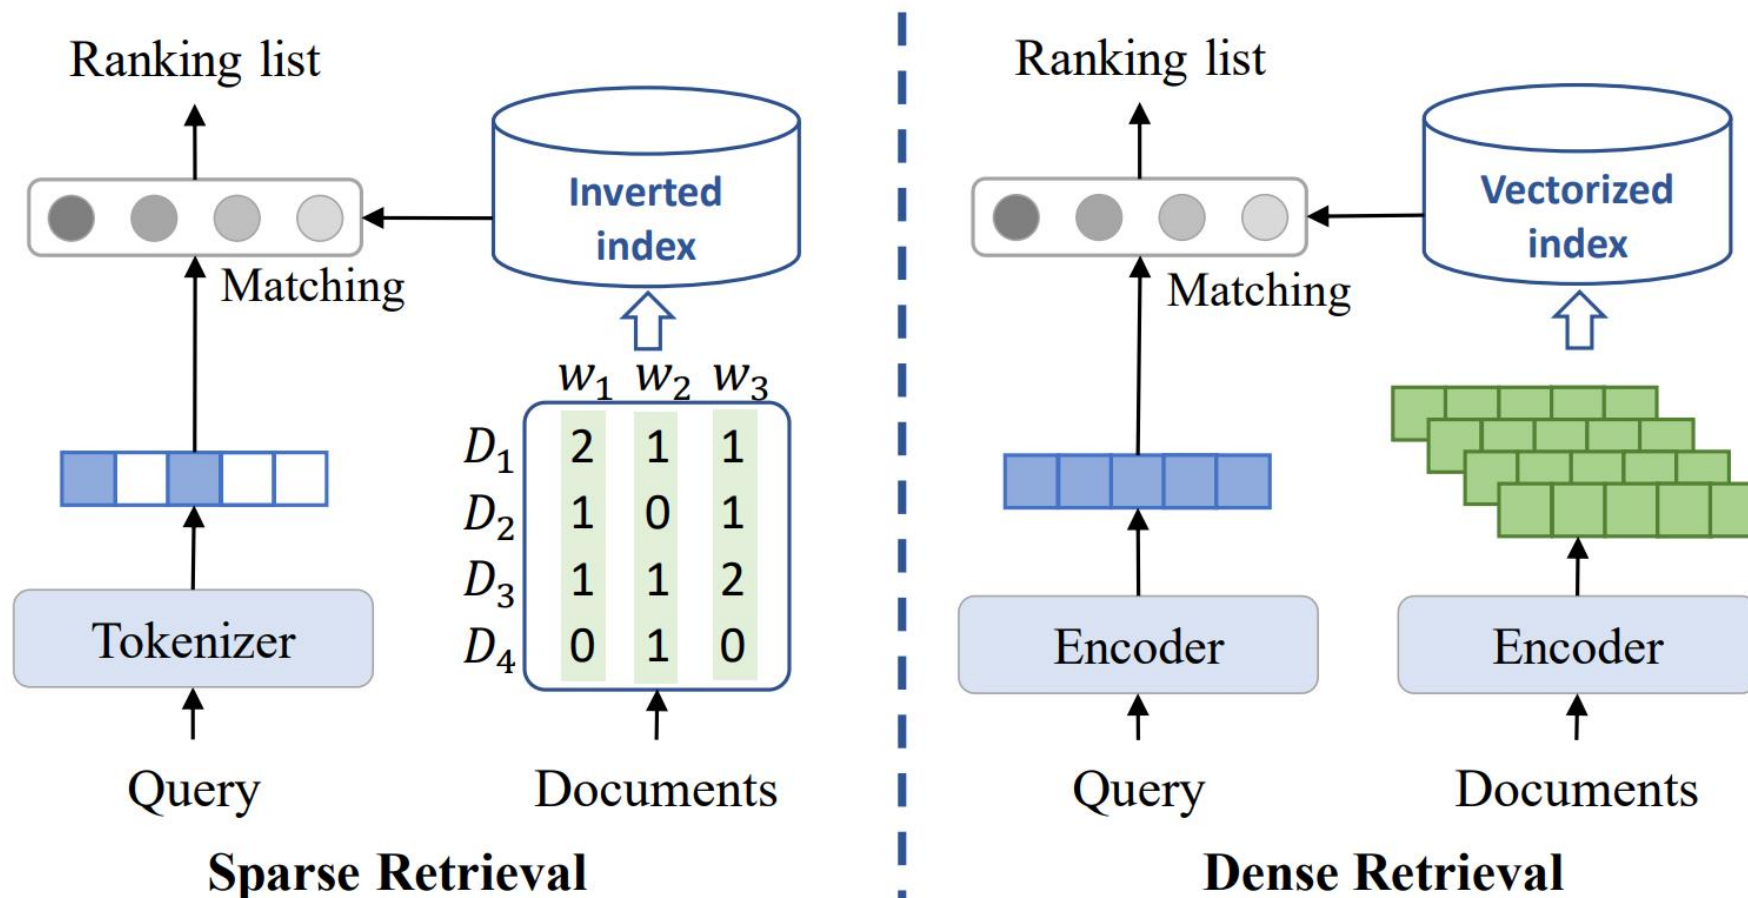 Ranking list
Inverted
index
Matching
w₁ w₂ w₃
D₁ 2 1 1
D₂ 1 0 1
D₃ 1 1 2
D₄ 0 1 0
Tokenizer
Query
Documents
Sparse Retrieval
Ranking list
Vectorized
index
Matching
Encoder
Encoder
Query
Documents
Dense Retrieval